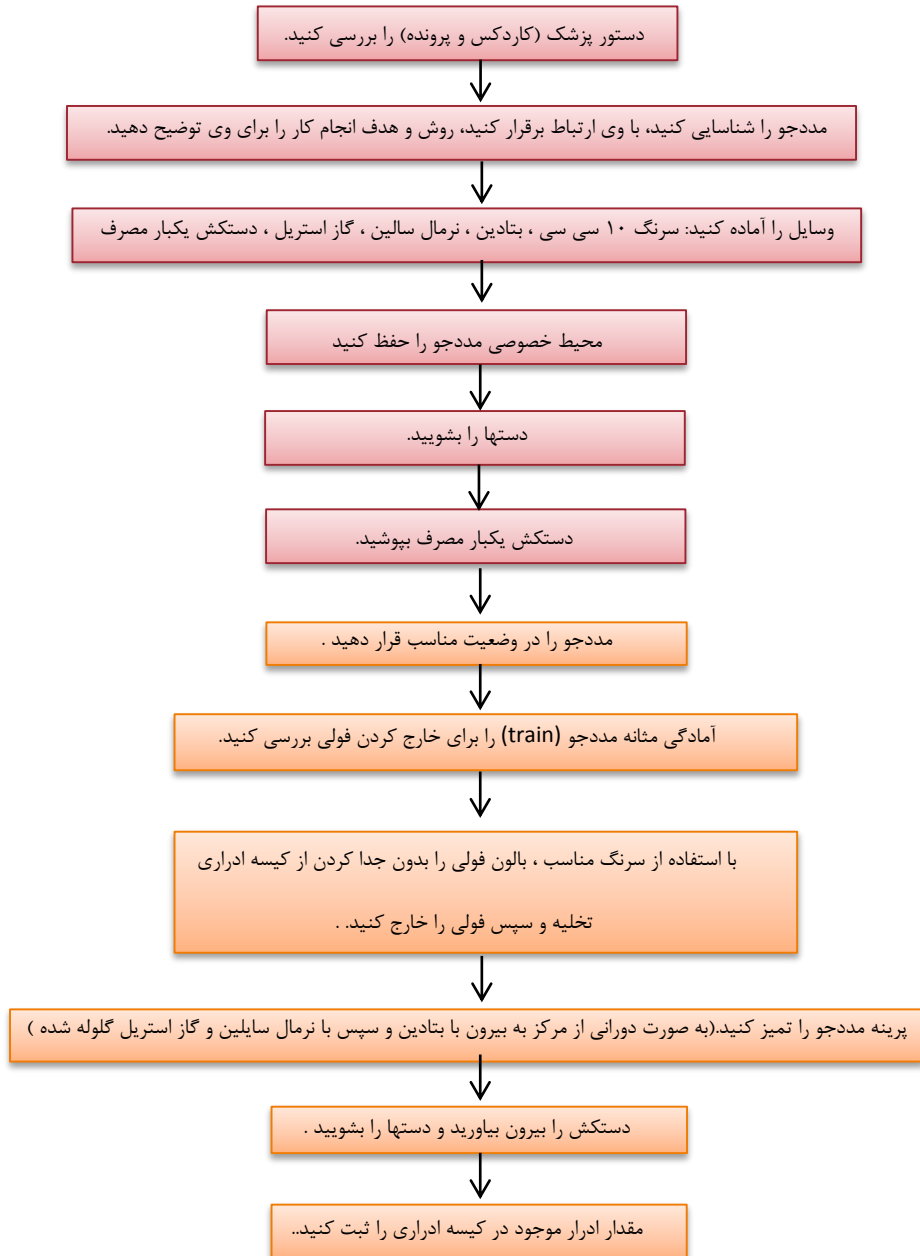 دستور پزشک (کاردکس و پرونده) را بررسی کنید.
مددجو را شناسایی کنید، با وی ارتباط برقرار کنید، روش و هدف انجام کار را برای وی توضیح دهید.
وسایل را آماده کنید: سرنگ ۱۰ سی سی ، بتادین ، نرمال سالین ، گاز استریل ، دستکش یکبار مصرف
محیط خصوصی مددجو را حفظ کنید
دستها را بشویید.
دستکش یکبار مصرف بپوشید.
مددجو را در وضعیت مناسب قرار دهید .
آمادگی مثانه مددجو (train) را برای خارج کردن فولی بررسی کنید.
با استفاده از سرنگ مناسب ، بالون فولی را بدون جدا کردن از کیسه ادراری
تخلیه و سپس فولی را خارج کنید. .
پرینه مددجو را تمیز کنید.(به صورت دورانی از مرکز به بیرون با بتادین و سپس با نرمال سایلین و گاز استریل گلوله شده )
دستکش را بیرون بیاورید و دستها را بشویید .
مقدار ادرار موجود در کیسه ادراری را ثبت کنید..